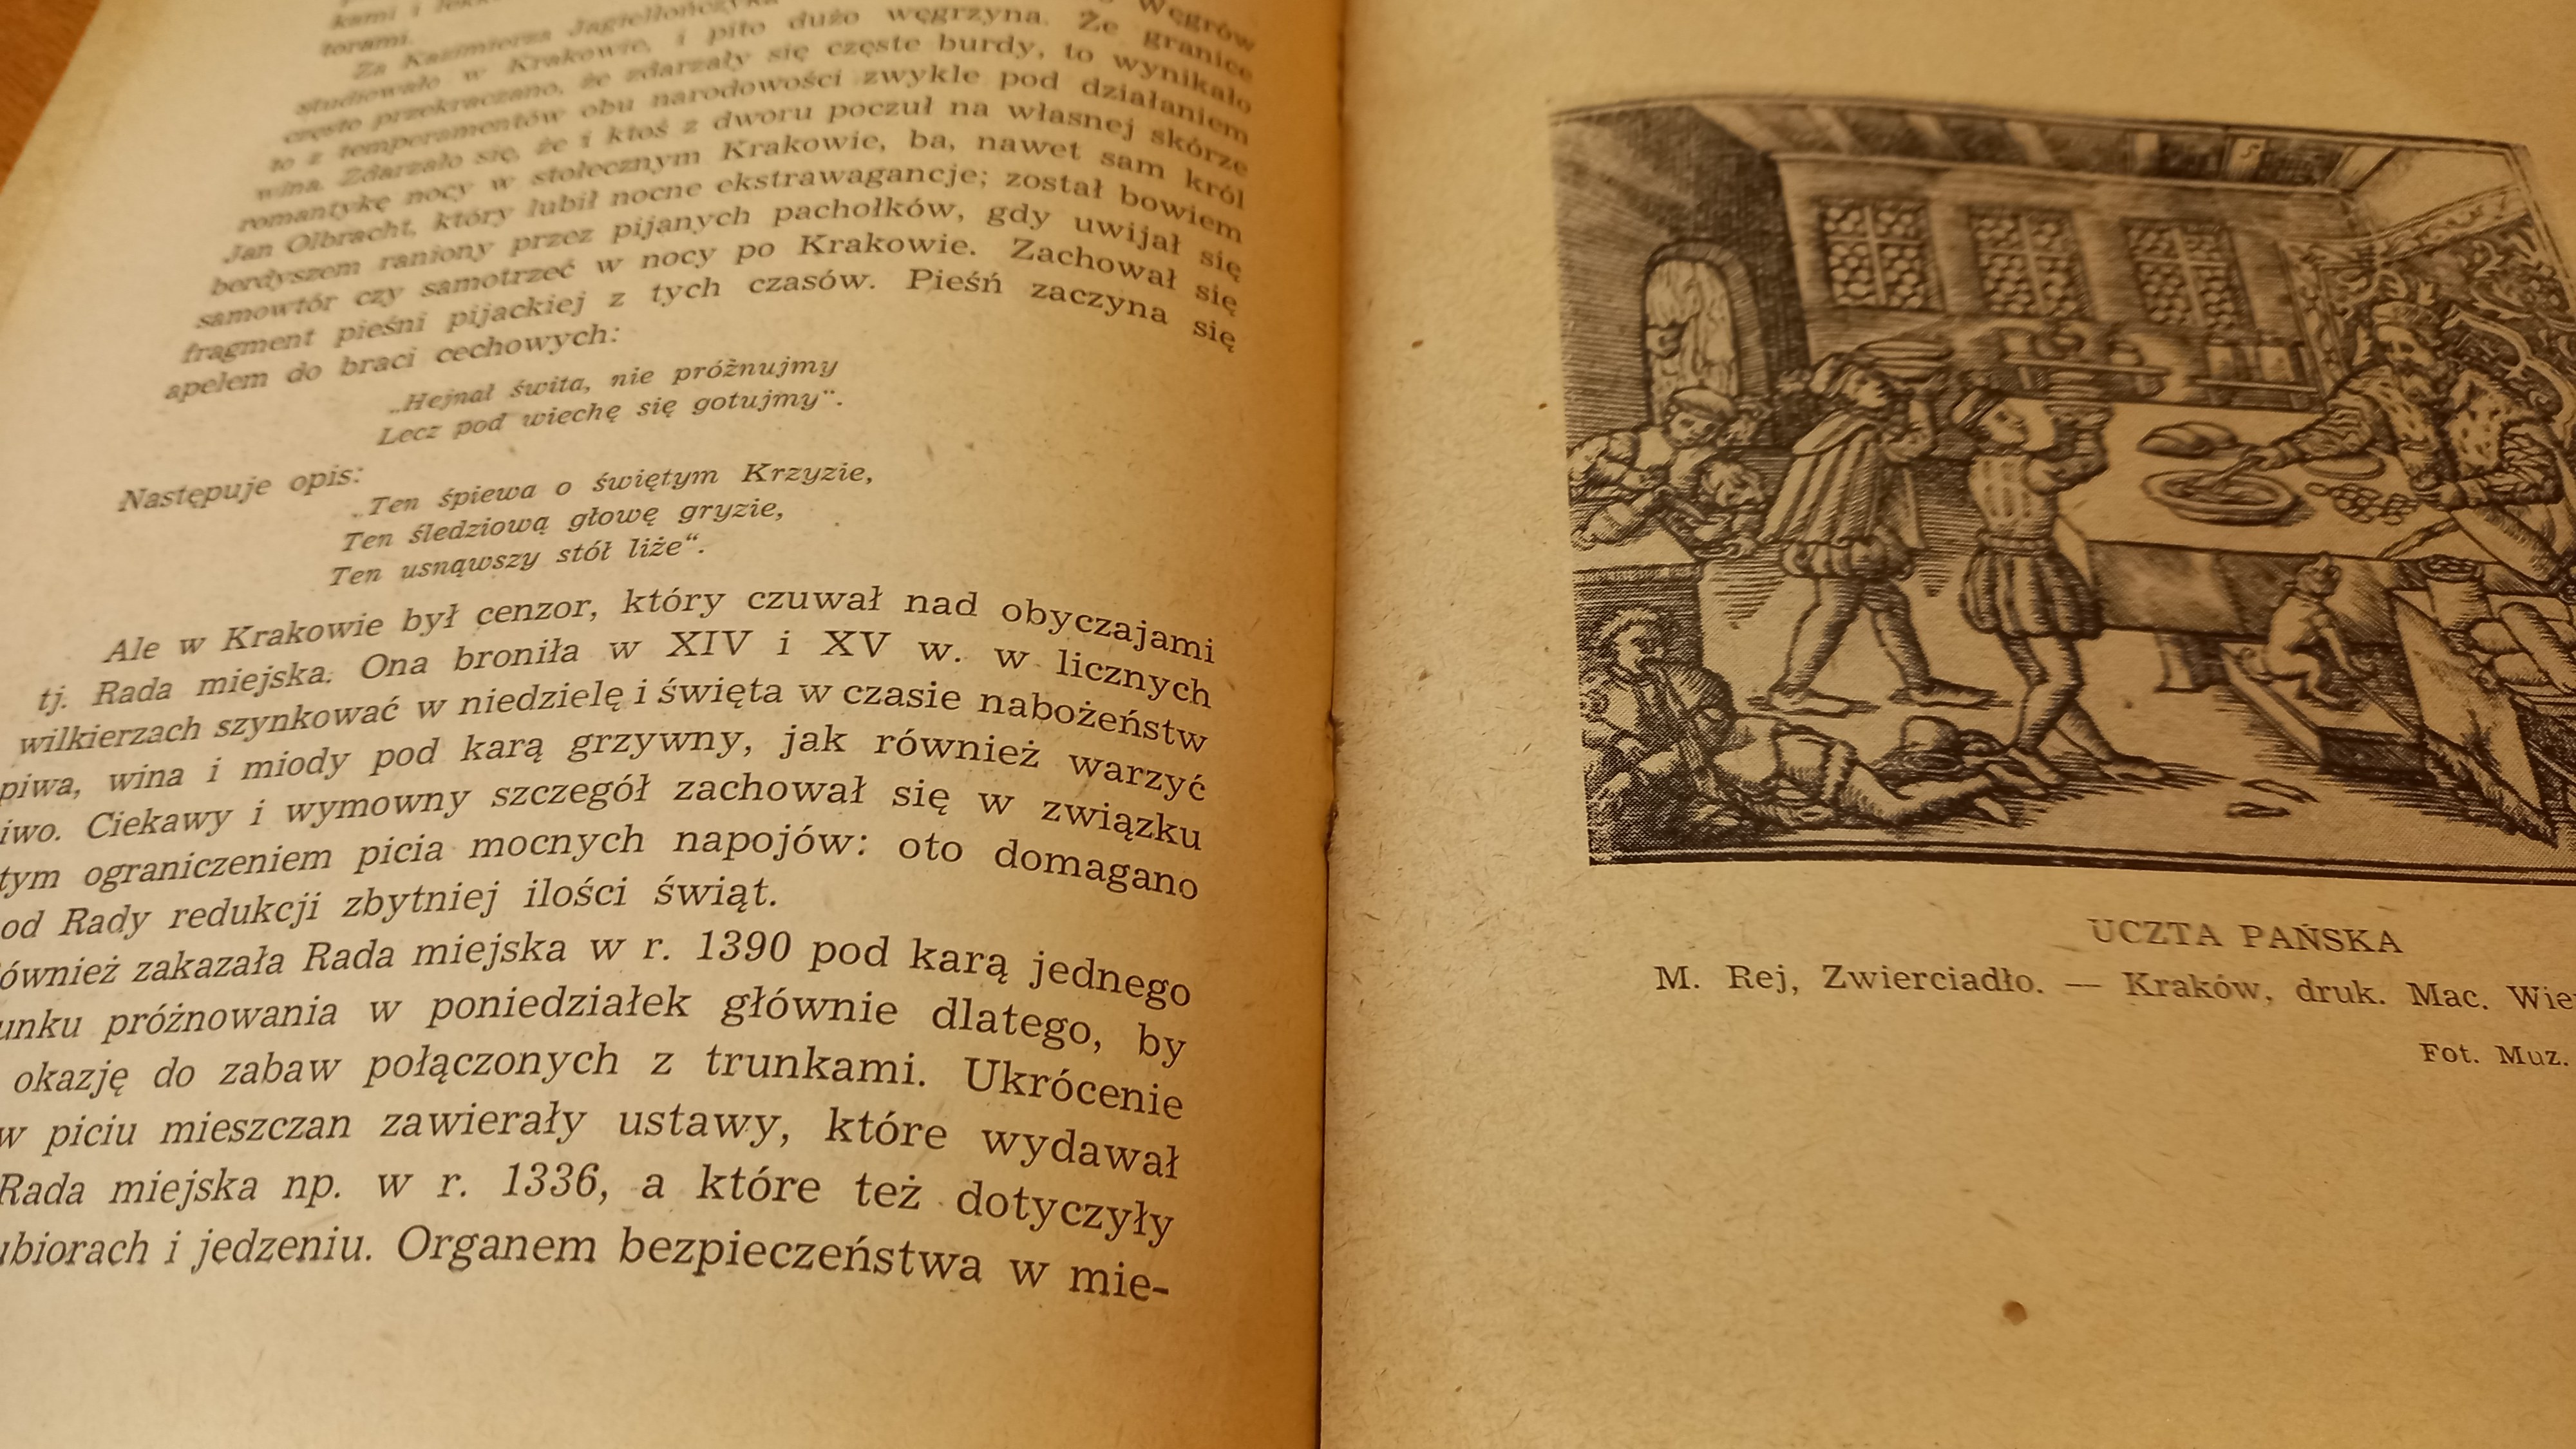 kami i
torami.
Za Kazimierza Jagiellończyka Węgrów
studiowało w Krakowie, i pito dużo węgrzyna. Że granice
często przekraczano, że zdarzały się częste burdy, to wynikało
to z temperamentów obu narodowości zwykle pod działaniem
wina. Zdarzało się, że i ktoś z dworu poczuł na własnej skórze
romantykę nocy w stołecznym Krakowie, ba, nawet sam król
Jan Olbracht, który lubił nocne ekstrawagancje; został bowiem
berdyszem raniony przez pijanych pachołków, gdy uwijał się
samowtór czy samotrzeć w nocy po Krakowie. Zachował się
fragment pieśni pijackiej z tych czasów. Pieśń zaczyna się
apelem do braci cechowych:
„Hejnał świta, nie próżnujmy
Lecz pod wiechę się gotujmy“.
Następuje opis:
„Ten śpiewa o świętym Krzyzie,
Ten śledziową głowę gryzie,
Ten usnąwszy stół liże“.
Ale w Krakowie był cenzor, który czuwał nad obyczajami
tj. Rada miejska. Ona broniła w XIV i XV w. w licznych
wilkierzach szynkować w niedzielę i święta w czasie nabożeństw
piwa, wina i miody pod karą grzywny, jak również warzyć
iwo. Ciekawy i wymowny szczegół zachował się w związku
tym ograniczeniem picia mocnych napojów: oto domagano
od Rady redukcji zbytniej ilości świąt.
ównież zakazała Rada miejska w r. 1390 pod karą jednego
unku próżnowania w poniedziałek głównie dlatego, by
okazję do zabaw połączonych z trunkami. Ukrócenie
w piciu mieszczan zawierały ustawy, które wydawał
Rada miejska np. w r. 1336, a które też dotyczyły
ubiorach i jedzeniu. Organem bezpieczeństwa w mie-
UCZTA PAŃSKA
M. Rej, Zwierciadło. — Kraków, druk. Mac. Wie
Fot. Muz.